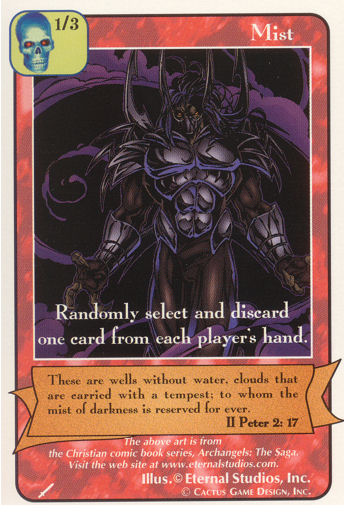 1/3
Mist
Randomly select and discard
one card from each player's hand.
These are wells without water, clouds that
are carried with a tempest; to whom the
mist of darkness is reserved for ever.
II Peter 2: 17
The above art is from
the Christian comic book series, Archangels: The Saga.
Visit the web site at www.eternalstudios.com.
Illus.© Eternal Studios, Inc.
© Cactus Game Design, Inc.